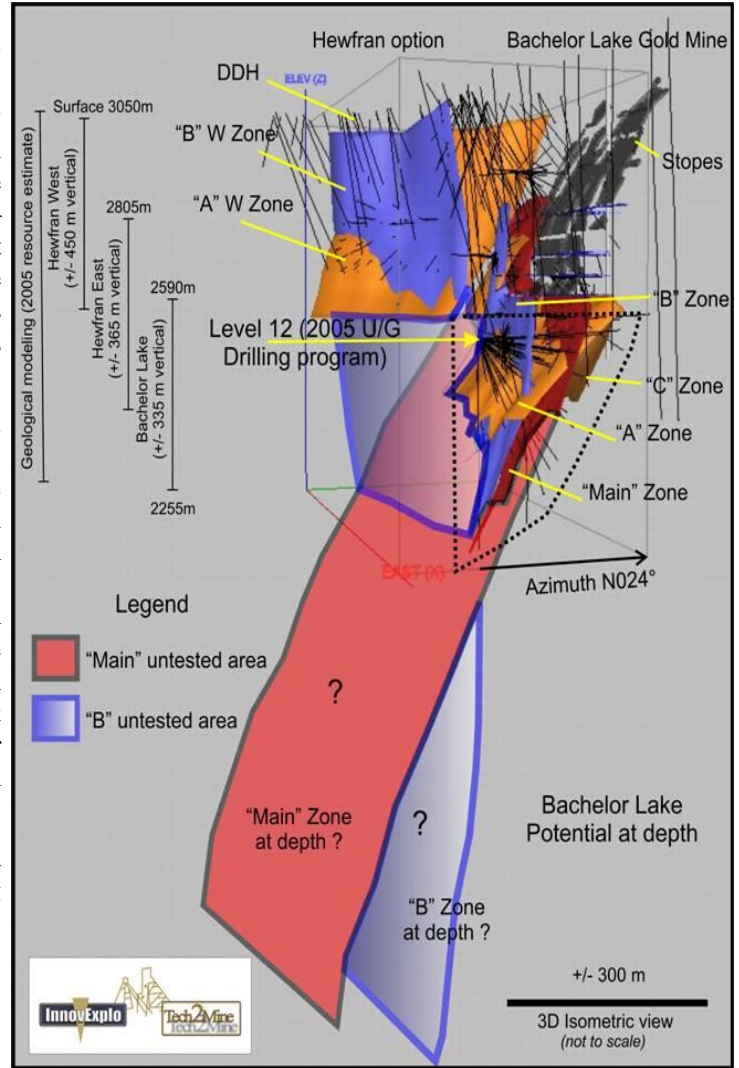 Hewfran option
Bachelor Lake Gold Mine
DDH
ELEV (Z)
Surface 3050m
"B" W Zone
Stopes
"A" W Zone
2805m
2590m
Geological modeling (2005 resource estimate)
Hewfran West
(+/- 450 m vertical)
Hewfran East
(+/- 365 m vertical)
Bachelor Lake
(+/- 335 m vertical)
"B" Zone
Level 12 (2005 U/G
Drilling program)
"C" Zone
"A" Zone
"Main" Zone
2255m
EAST (X)
Azimuth N024°
Legend
"Main" untested area
"B" untested area
?
?
"Main" Zone
at depth ?
Bachelor Lake
Potential at depth
"B" Zone
at depth ?
+/- 300 m
3D Isometric view
(not to scale)
InnovExplo
Tech2Mine
Tech2Mine